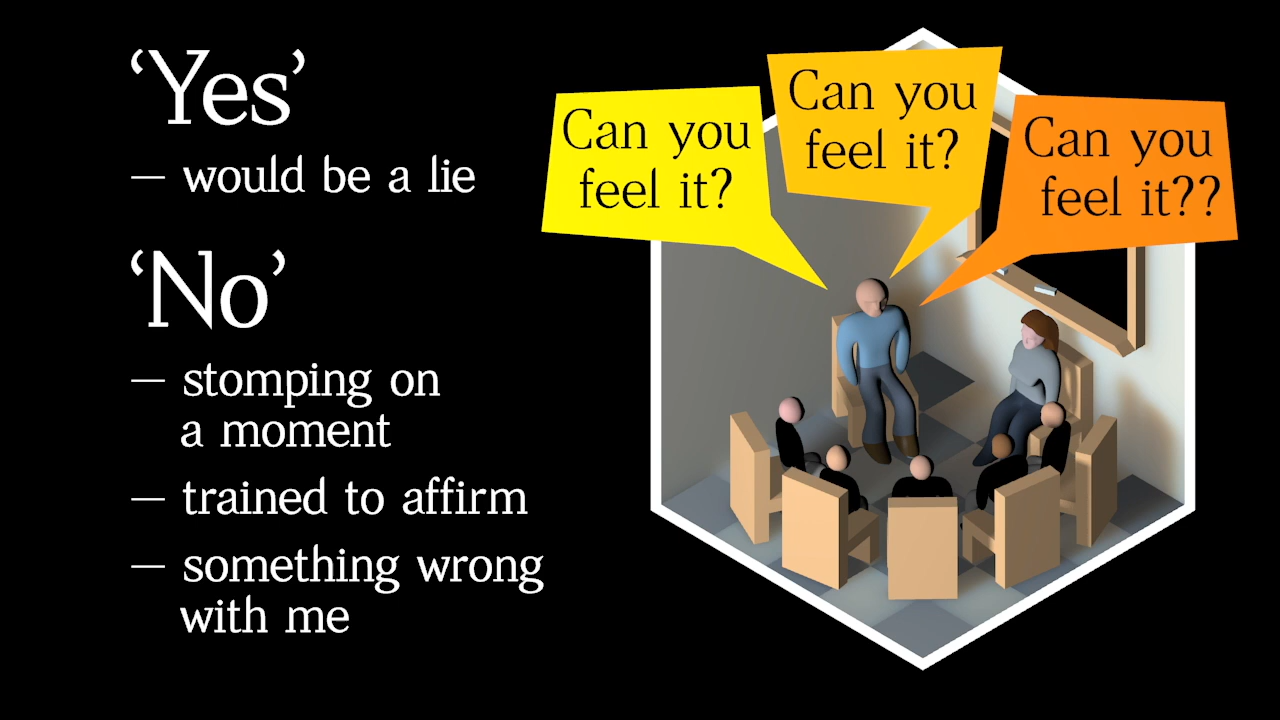 ‘Yes’
— would be a lie
‘No’
— stomping on
a moment
— trained to affirm
— something wrong
with me
Can you
feel it?
Can you
feel it?
Can you
feel it??